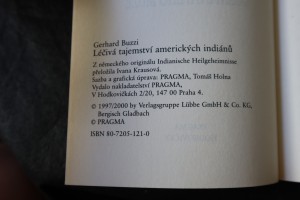 Gerhard Buzzi
Léčivá tajemství amerických indiánů
Z německého originálu Indianische Heilgeheimnisse
přeložila Ivana Krausová.
Sazba a grafická úprava: PRAGMA, Tomáš Holna
Vydalo nakladatelství PRAGMA,
V Hodkovičkách 2/20, 147 00 Praha 4.
© 1997/2000 by Verlagsgruppe Lübbe GmbH & Co. KG,
Bergisch Gladbach
© PRAGMA
ISBN 80-7205-121-0